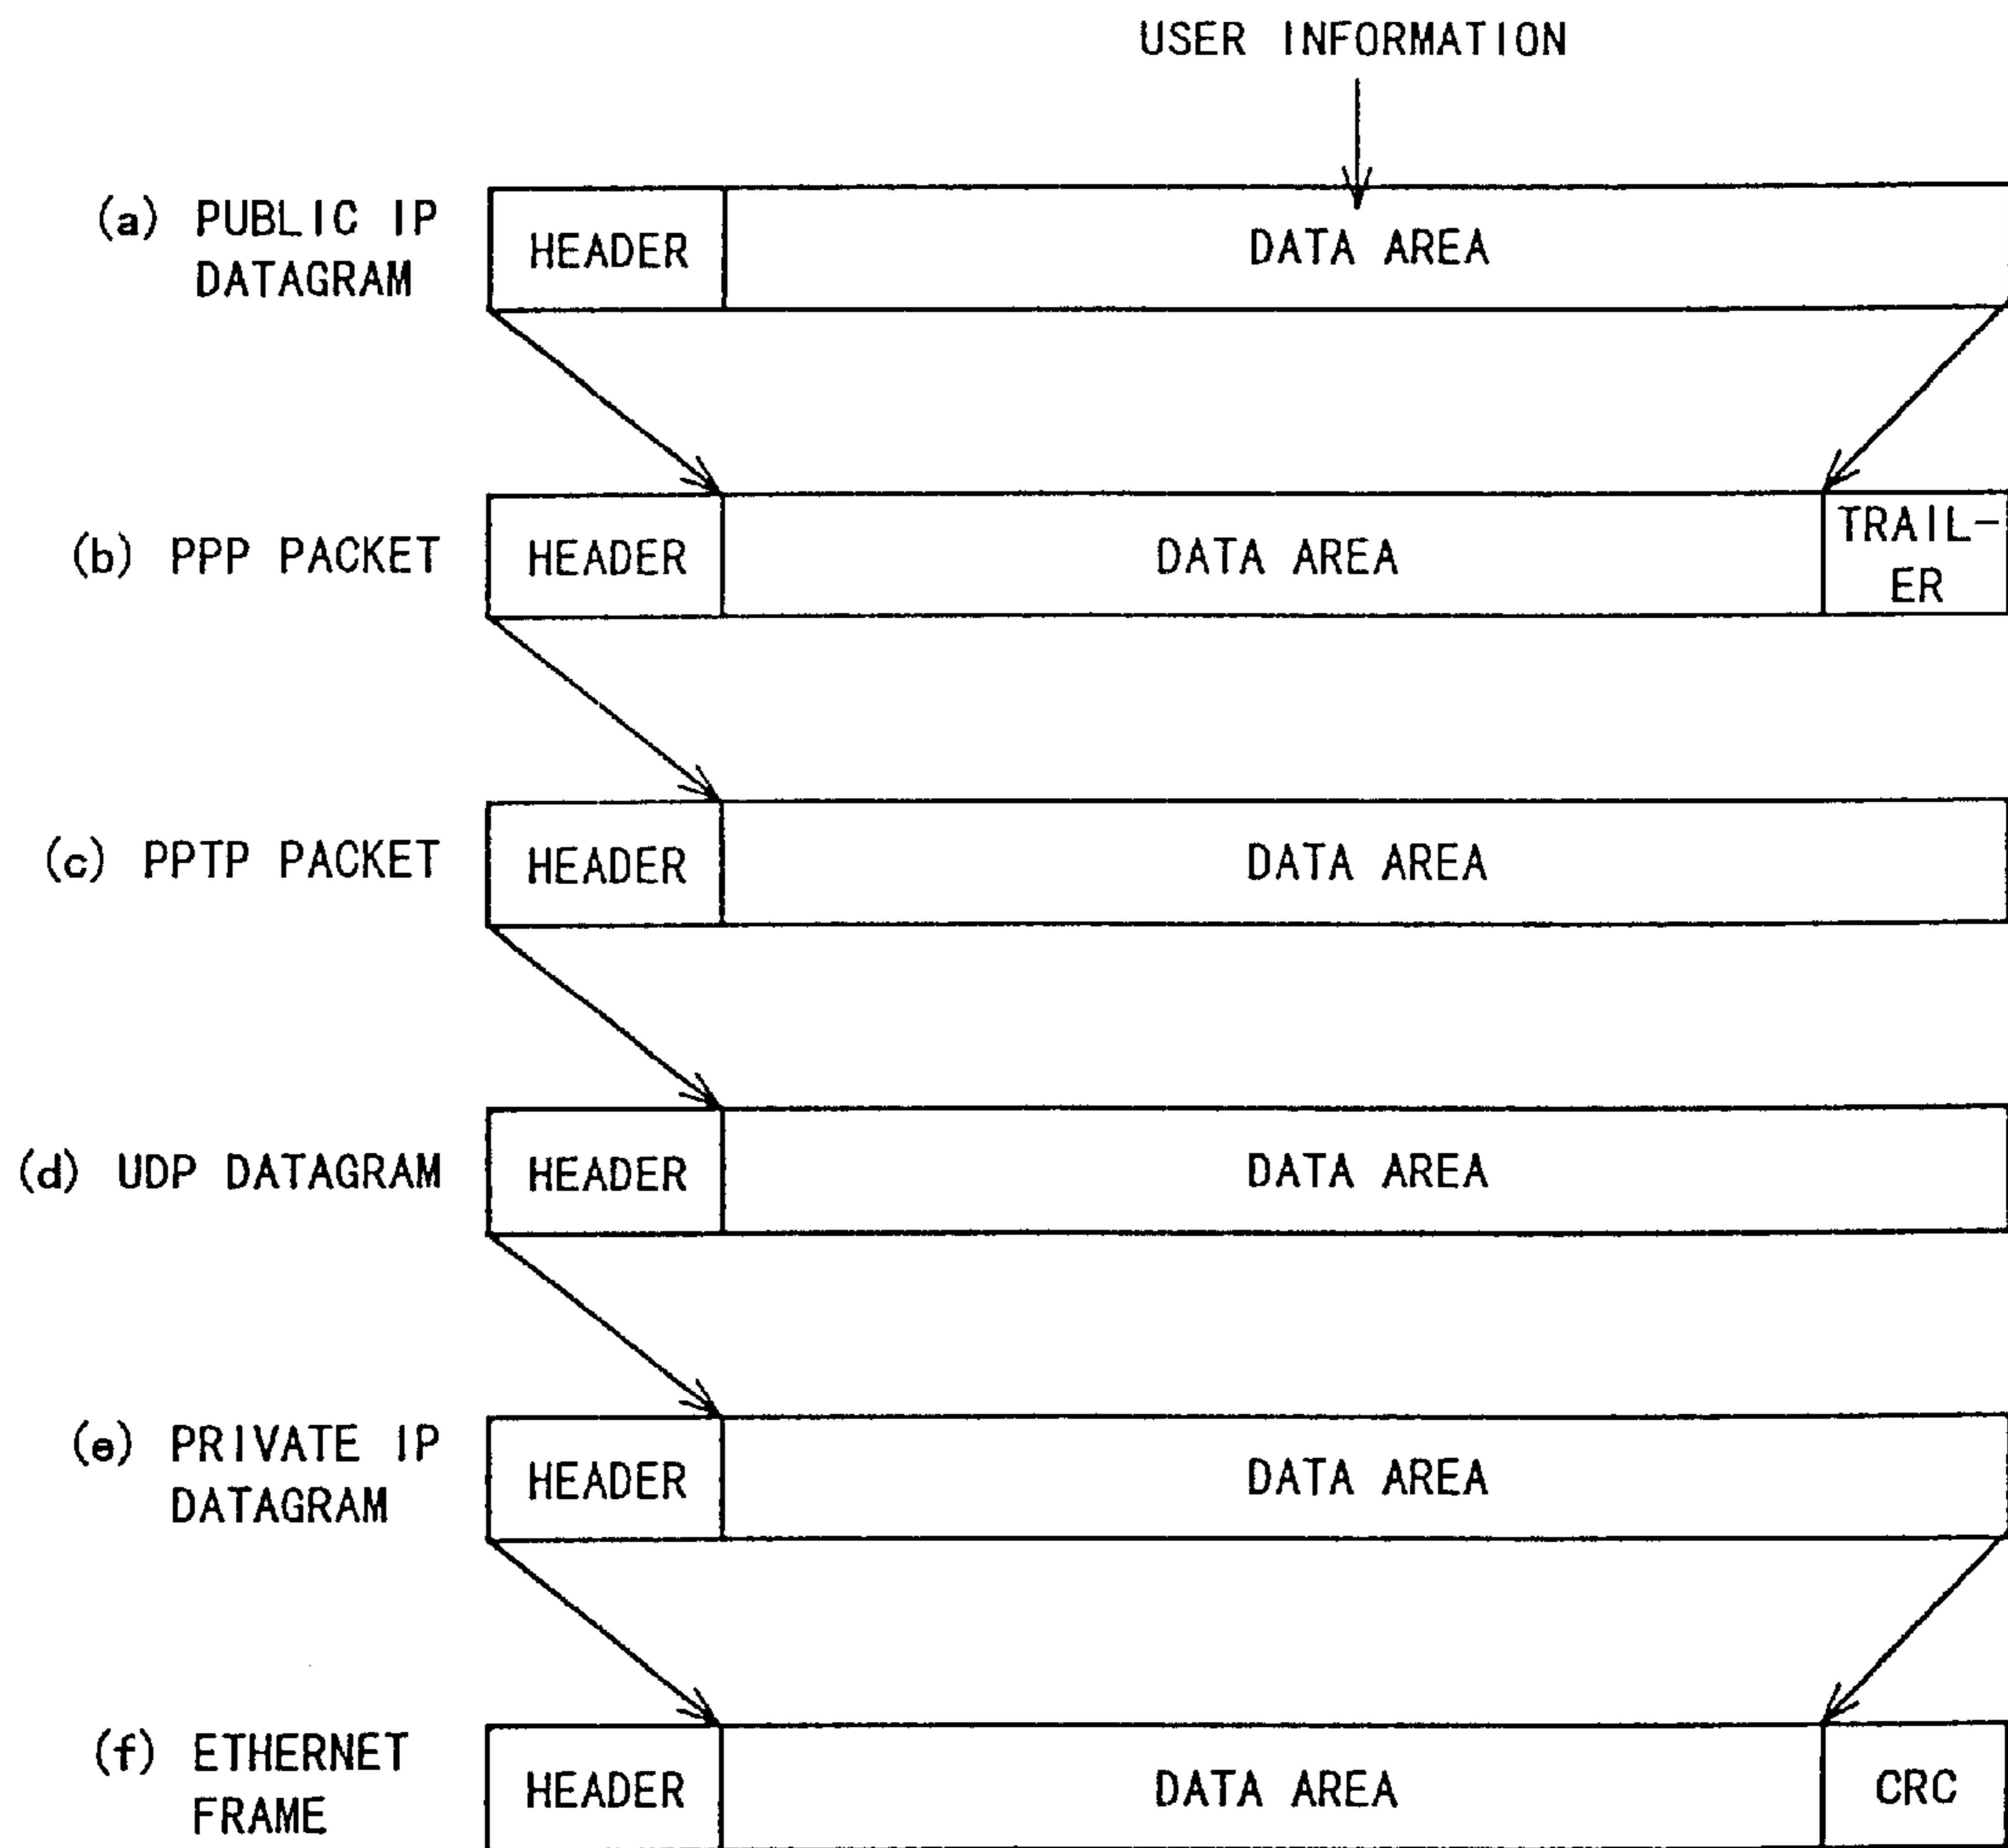 USER INFORMATION
(a) PUBLIC IP
DATAGRAM
HEADER
DATA AREA
(b) PPP PACKET
HEADER
DATA AREA
TRAIL-
ER
(c) PPTP PACKET
HEADER
DATA AREA
(d) UDP DATAGRAM
HEADER
DATA AREA
(e) PRIVATE IP
DATAGRAM
HEADER
DATA AREA
(f) ETHERNET
FRAME
HEADER
DATA AREA
CRC